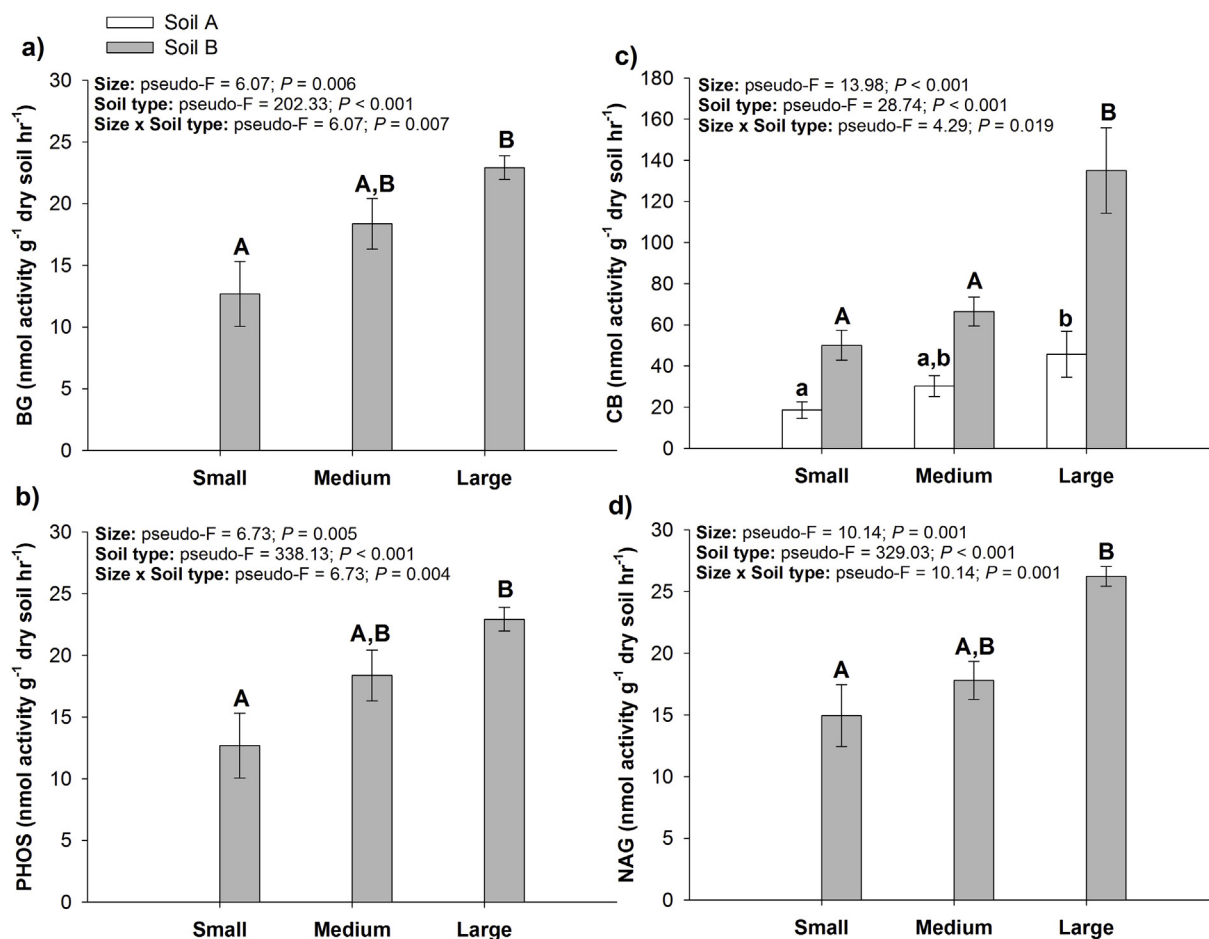 Soil A
Soil B
a)
Size: pseudo-F = 6.07; P = 0.006
Soil type: pseudo-F = 202.33; P < 0.001
Size x Soil type: pseudo-F = 6.07; P = 0.007
BG (nmol activity g⁻¹ dry soil hr⁻¹)
30
25
20
15
10
5
0
A
A,B
B
Small Medium Large
c)
Size: pseudo-F = 13.98; P < 0.001
Soil type: pseudo-F = 28.74; P < 0.001
Size x Soil type: pseudo-F = 4.29; P = 0.019
CB (nmol activity g⁻¹ dry soil hr⁻¹)
180
160
140
120
100
80
60
40
20
0
a
A
a,b
A
b
B
Small Medium Large
b)
Size: pseudo-F = 6.73; P = 0.005
Soil type: pseudo-F = 338.13; P < 0.001
Size x Soil type: pseudo-F = 6.73; P = 0.004
PHOS (nmol activity g⁻¹ dry soil hr⁻¹)
30
25
20
15
10
5
0
A
A,B
B
Small Medium Large
d)
Size: pseudo-F = 10.14; P = 0.001
Soil type: pseudo-F = 329.03; P < 0.001
Size x Soil type: pseudo-F = 10.14; P = 0.001
NAG (nmol activity g⁻¹ dry soil hr⁻¹)
30
25
20
15
10
5
0
A
A,B
B
Small Medium Large